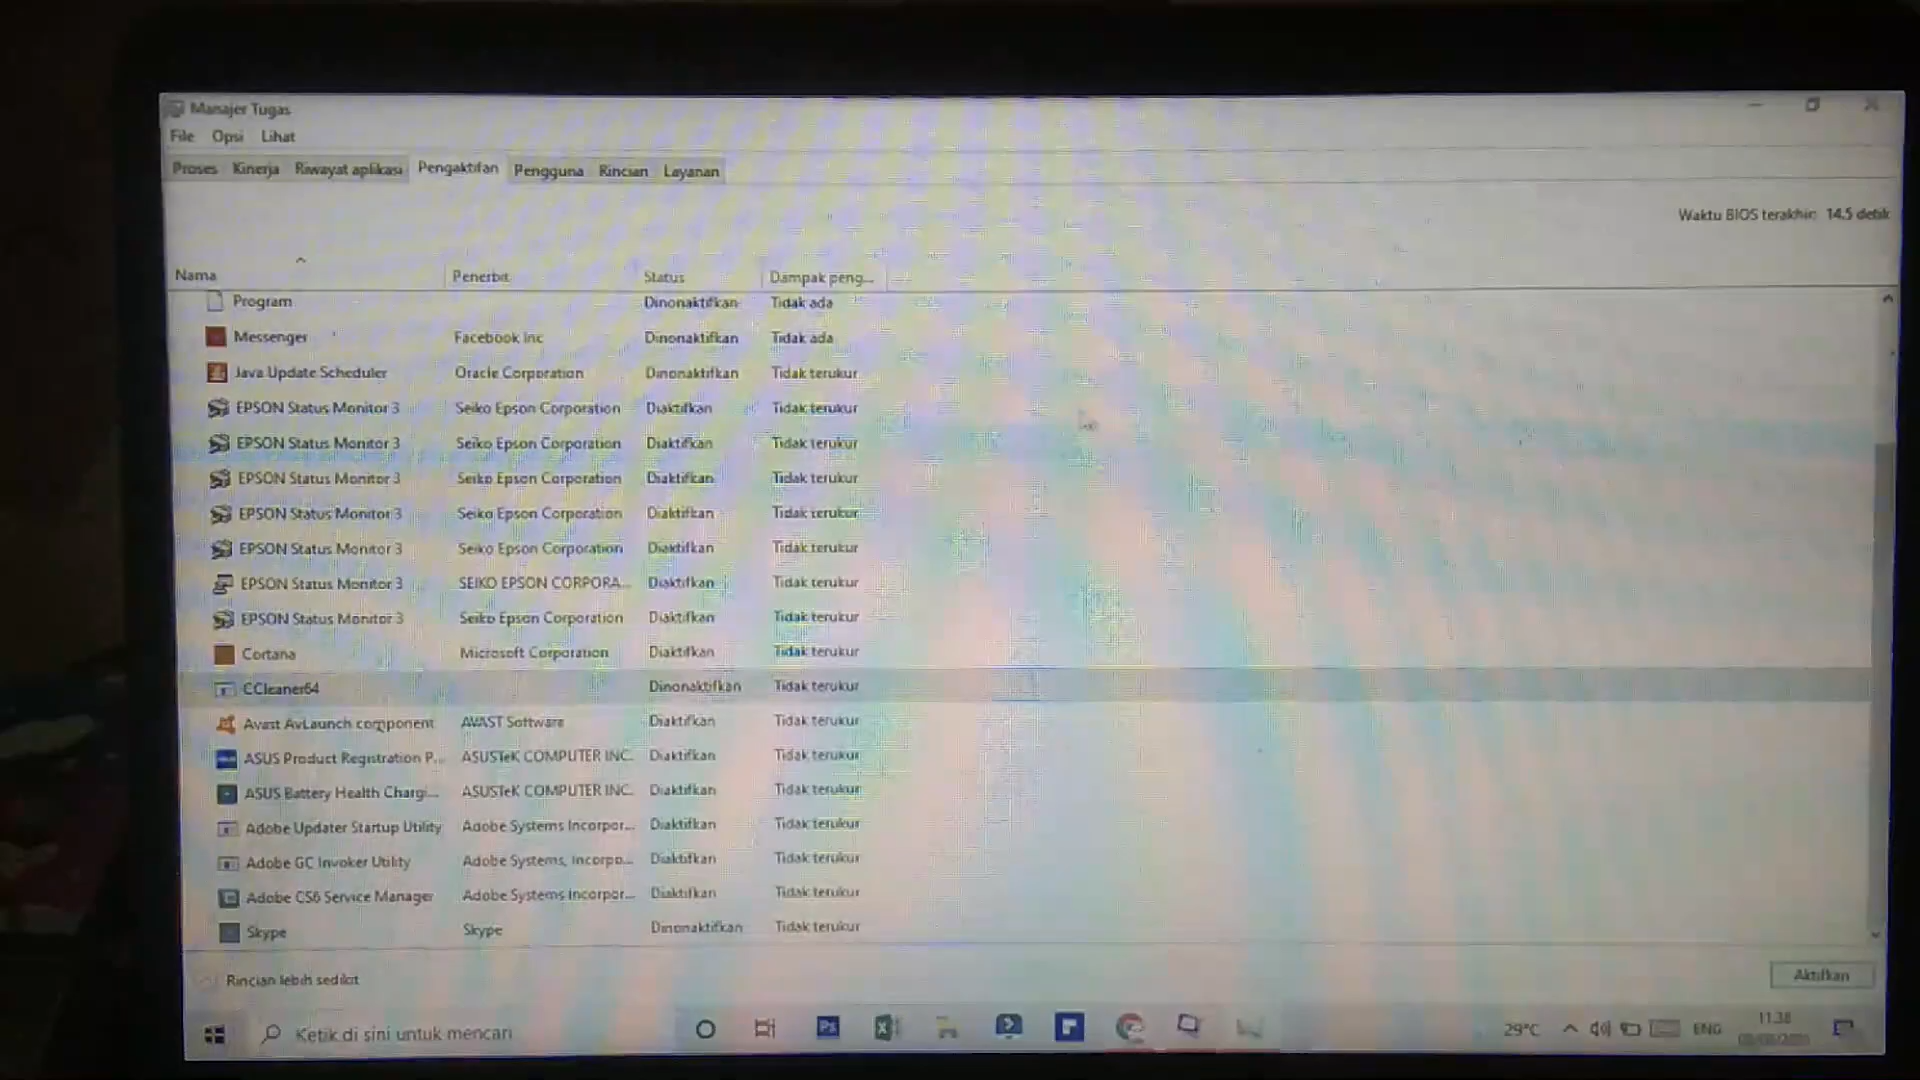 Manajer Tugas
File Opsi Lihat
Proses Kinerja Riwayat aplikasi Pengaktifan Pengguna Rincian Layanan
Waktu BIOS terakhir: 14.5 detik
Nama Penerbit Status Dampak peng...
Program Dinonaktifkan Tidak ada
Messenger Facebook Inc Dinonaktifkan Tidak ada
Java Update Scheduler Oracle Corporation Dinonaktifkan Tidak terukur
EPSON Status Monitor 3 Seiko Epson Corporation Diaktifkan Tidak terukur
EPSON Status Monitor 3 Seiko Epson Corporation Diaktifkan Tidak terukur
EPSON Status Monitor 3 Seiko Epson Corporation Diaktifkan Tidak terukur
EPSON Status Monitor 3 Seiko Epson Corporation Diaktifkan Tidak terukur
EPSON Status Monitor 3 Seiko Epson Corporation Diaktifkan Tidak terukur
EPSON Status Monitor 3 SEIKO EPSON CORPORA... Diaktifkan Tidak terukur
EPSON Status Monitor 3 Seiko Epson Corporation Diaktifkan Tidak terukur
Cortana Microsoft Corporation Diaktifkan Tidak terukur
CCleaner64 Dinonaktifkan Tidak terukur
Avast AvLaunch component AVAST Software Diaktifkan Tidak terukur
ASUS Product Registration P... ASUSTeK COMPUTER INC. Diaktifkan Tidak terukur
ASUS Battery Health Chargi... ASUSTeK COMPUTER INC. Diaktifkan Tidak terukur
Adobe Updater Startup Utility Adobe Systems Incorpor... Diaktifkan Tidak terukur
Adobe GC Invoker Utility Adobe Systems, Incorpo... Diaktifkan Tidak terukur
Adobe CS6 Service Manager Adobe Systems Incorpor... Diaktifkan Tidak terukur
Skype Skype Dinonaktifkan Tidak terukur
Rincian lebih sedikit Aktifkan
Ketik di sini untuk mencari Ps 29°C ENG 11.38